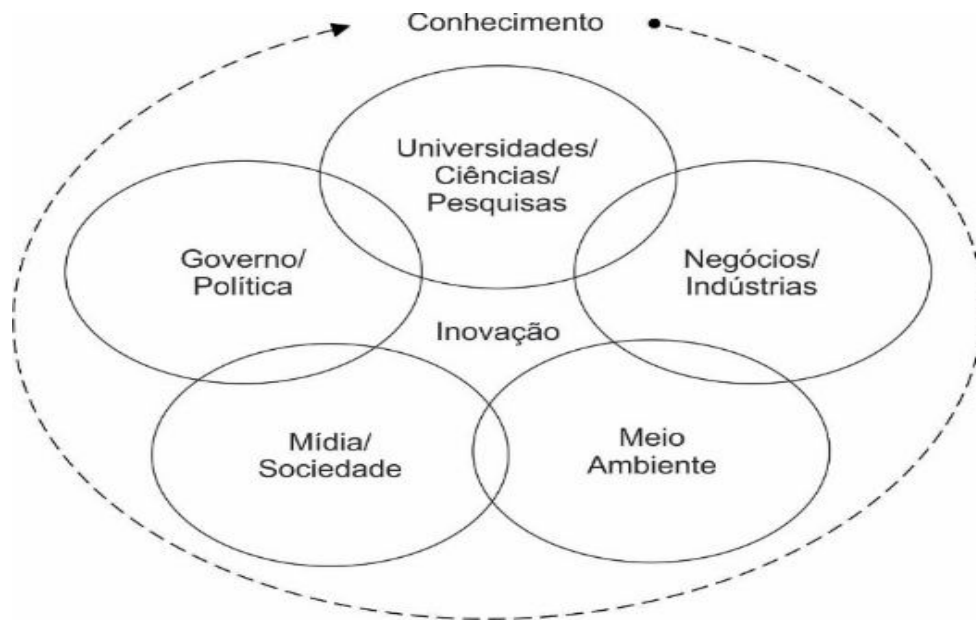 Conhecimento
Universidades/
Ciências/
Pesquisas
Governo/
Política
Negócios/
Indústrias
Inovação
Mídia/
Sociedade
Meio
Ambiente